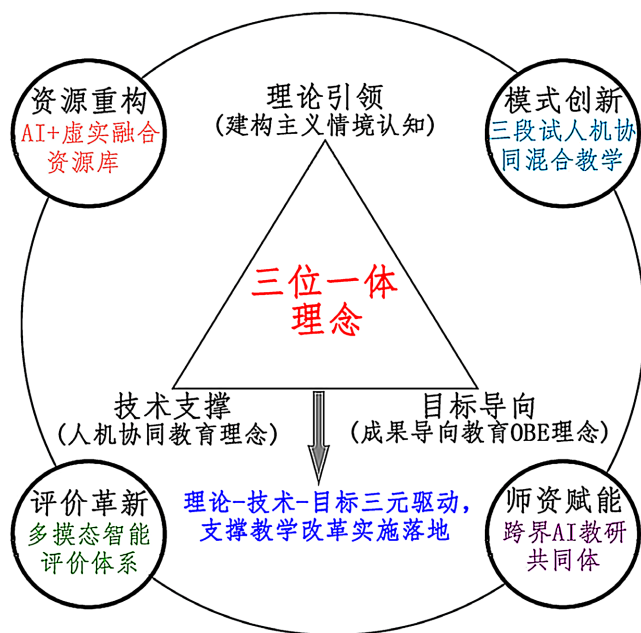 资源重构
AI+虚实融合
资源库
理论引领
(建构主义情境认知)
模式创新
三段试人机协
同混合教学
三位一体
理念
技术支撑
(人机协同教育理念)
目标导向
(成果导向教育OBE理念)
评价革新
多摸态智能
评价体系
理论-技术-目标三元驱动,
支撑教学改革实施落地
师资赋能
跨界AI教研
共同体